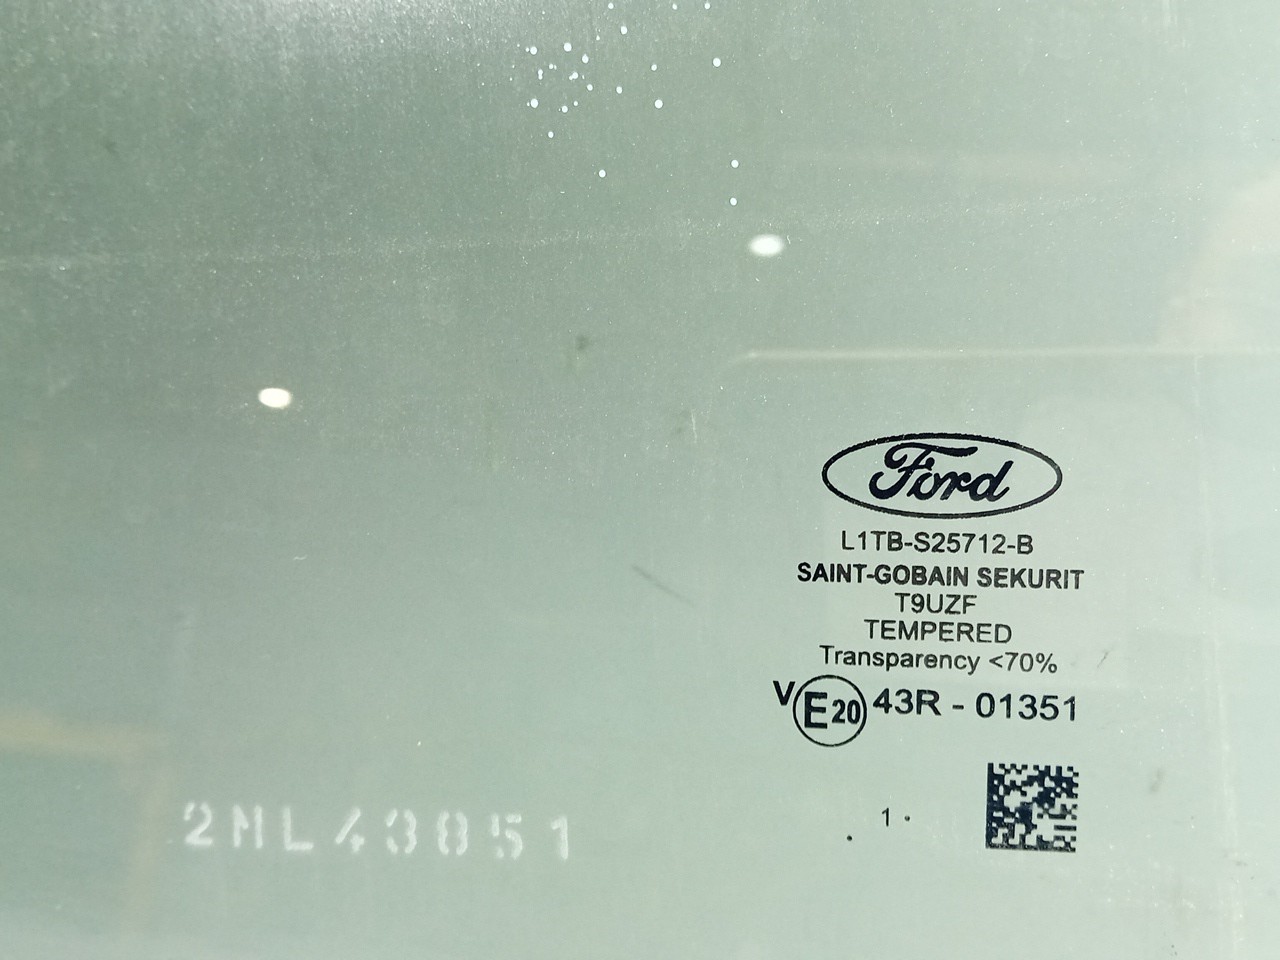 Ford
L1TB-S25712-B
SAINT-GOBAIN SEKURIT
T9UZF
TEMPERED
Transparency <70%
V E20 43R - 01351
1 .
2NL43851